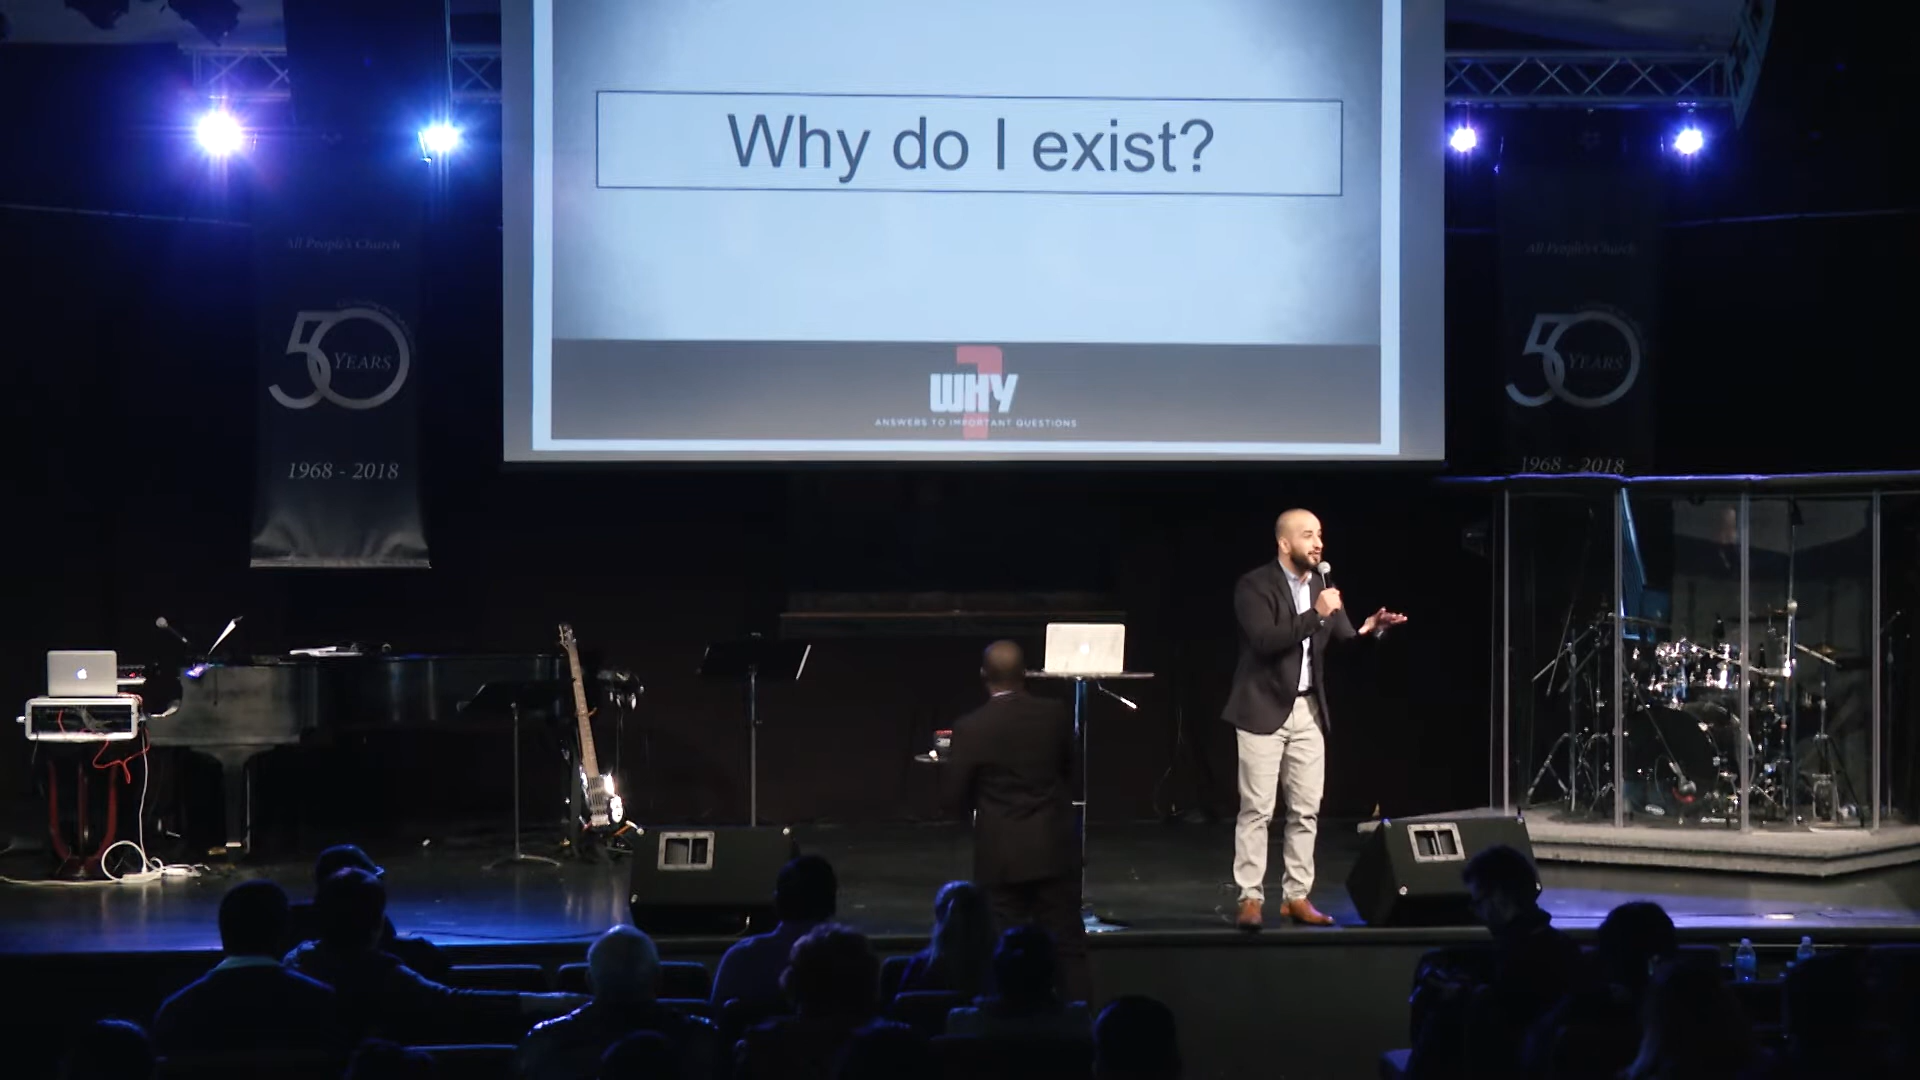 Why do I exist?
WHY
ANSWERS TO IMPORTANT QUESTIONS
All People's Church
50 YEARS
1968 - 2018
All People's Church
50 YEARS
1968 - 2018